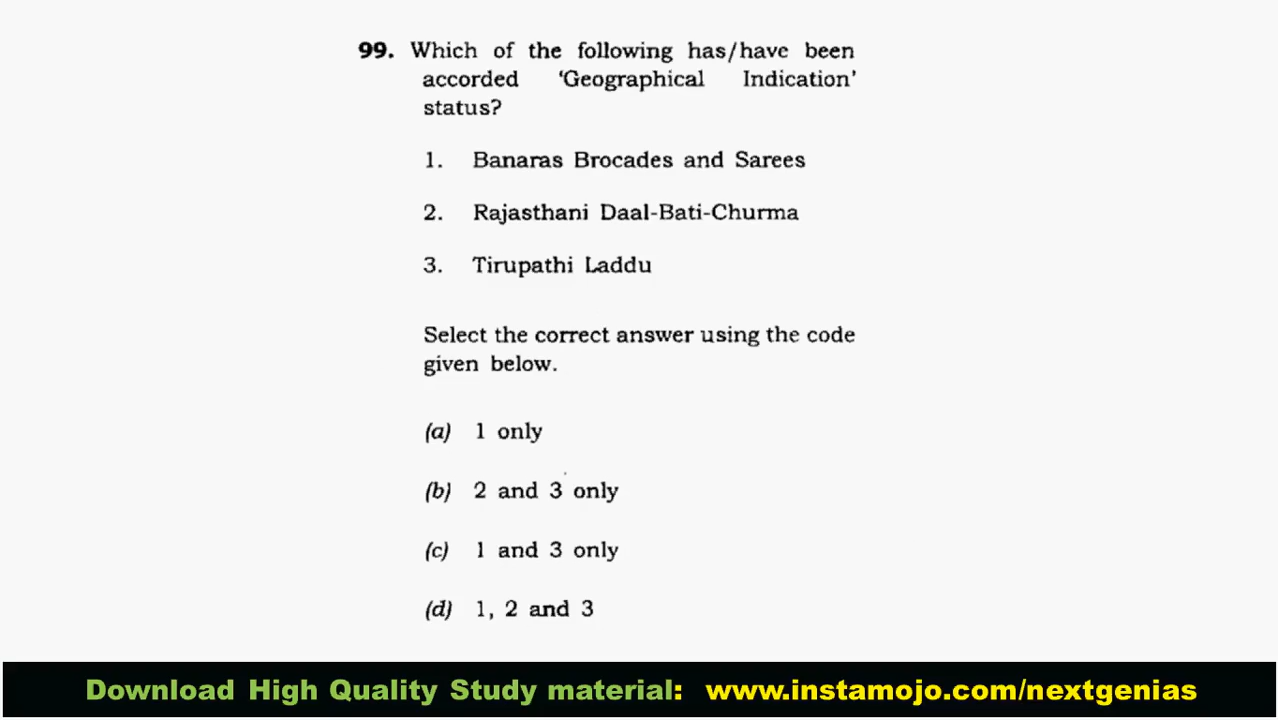 99. Which of the following has/have been
accorded 'Geographical Indication'
status?
1. Banaras Brocades and Sarees
2. Rajasthani Daal-Bati-Churma
3. Tirupathi Laddu
Select the correct answer using the code
given below.
(a) 1 only
(b) 2 and 3 only
(c) 1 and 3 only
(d) 1, 2 and 3
Download High Quality Study material: www.instamojo.com/nextgenias